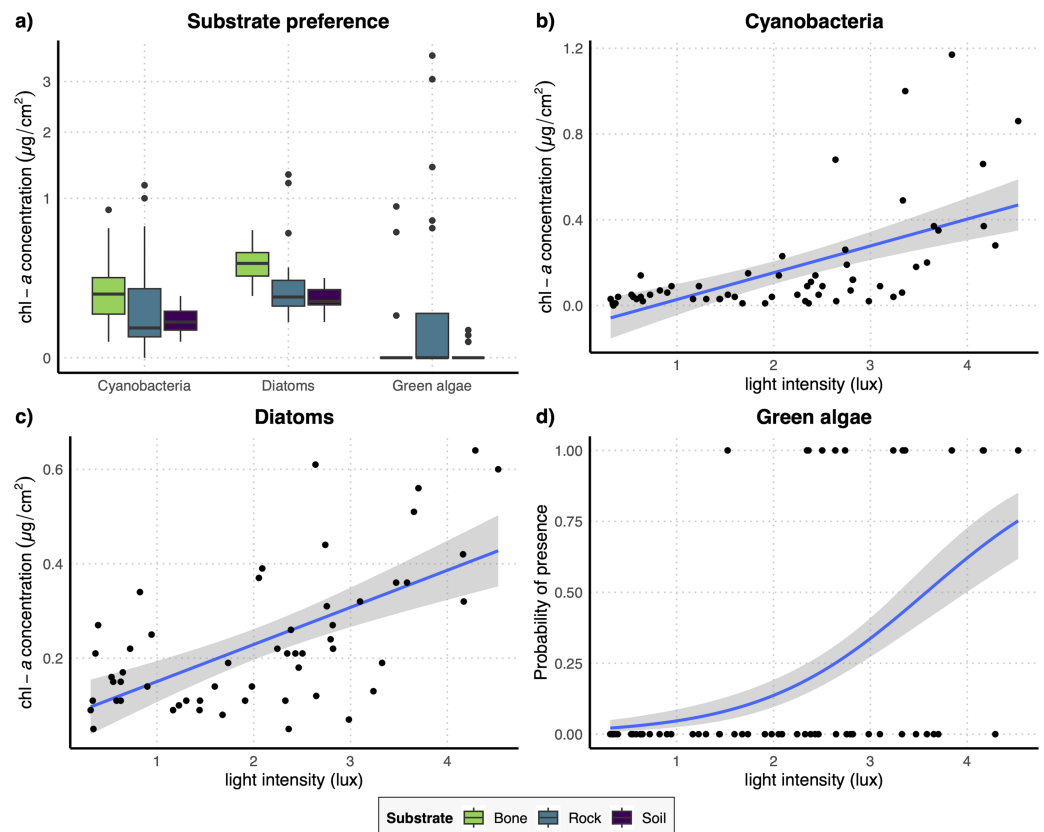 a) Substrate preference
chl − a concentration (μg/cm²)
3
2
1
0
Cyanobacteria Diatoms Green algae
b) Cyanobacteria
chl − a concentration (μg/cm²)
1.2
0.8
0.4
0.0
1 2 3 4
light intensity (lux)
c) Diatoms
chl − a concentration (μg/cm²)
0.6
0.4
0.2
1 2 3 4
light intensity (lux)
d) Green algae
Probability of presence
1.00
0.75
0.50
0.25
0.00
1 2 3 4
light intensity (lux)
Substrate Bone Rock Soil